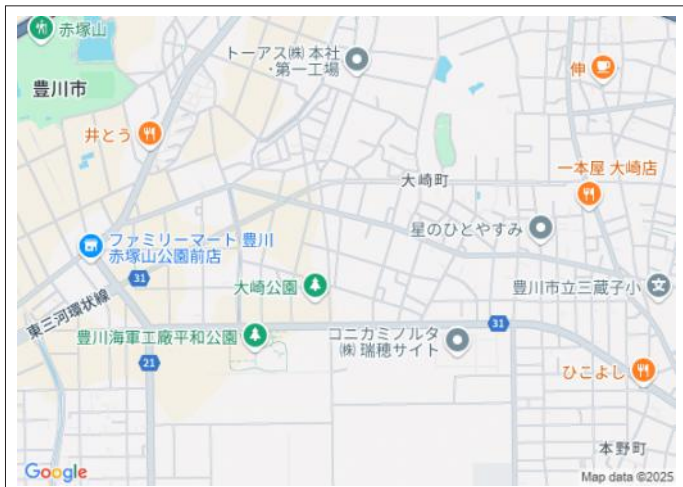 赤塚山
豊川市
トーアス㈱ 本社
・第一工場
伸
井とう
大崎町
一本屋 大崎店
ファミリーマート 豊川
赤塚山公園前店
星のひとやすみ
31
大崎公園
豊川市立三蔵子小
東三河環状線
豊川海軍工廠平和公園
コニカミノルタ
㈱ 瑞穂サイト
31
21
ひこよし
本野町
Google
Map data ©2025